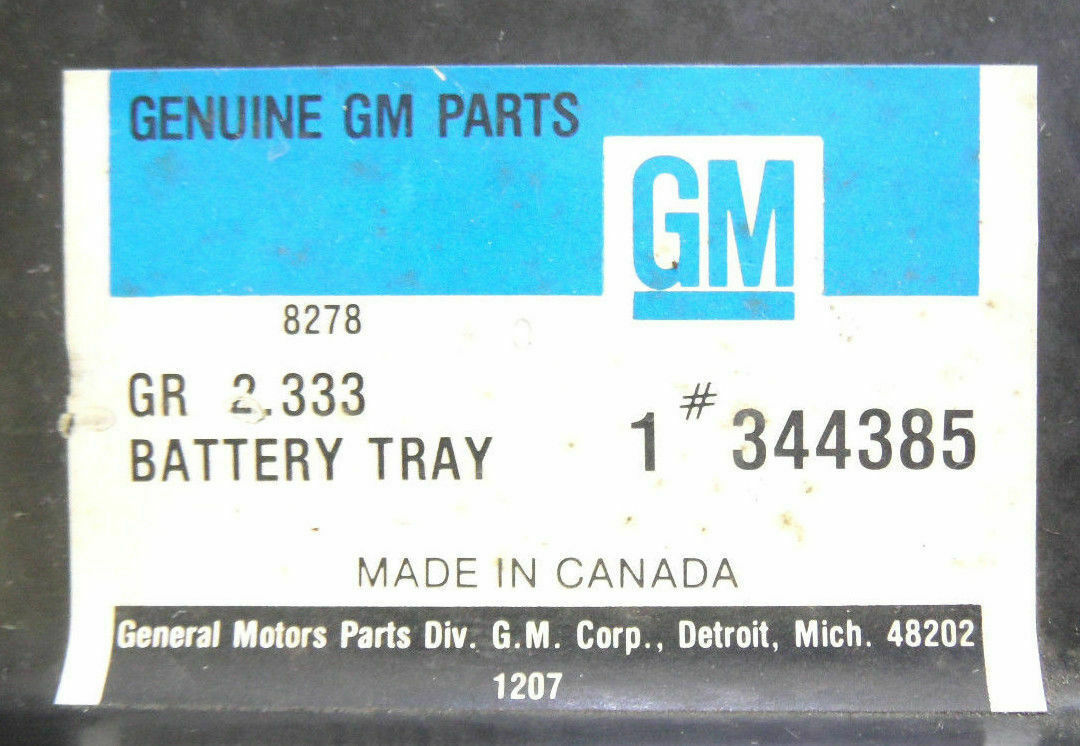 GENUINE GM PARTS
GM
8278
GR 2.333
BATTERY TRAY
1 # 344385
MADE IN CANADA
General Motors Parts Div. G.M. Corp., Detroit, Mich. 48202
1207